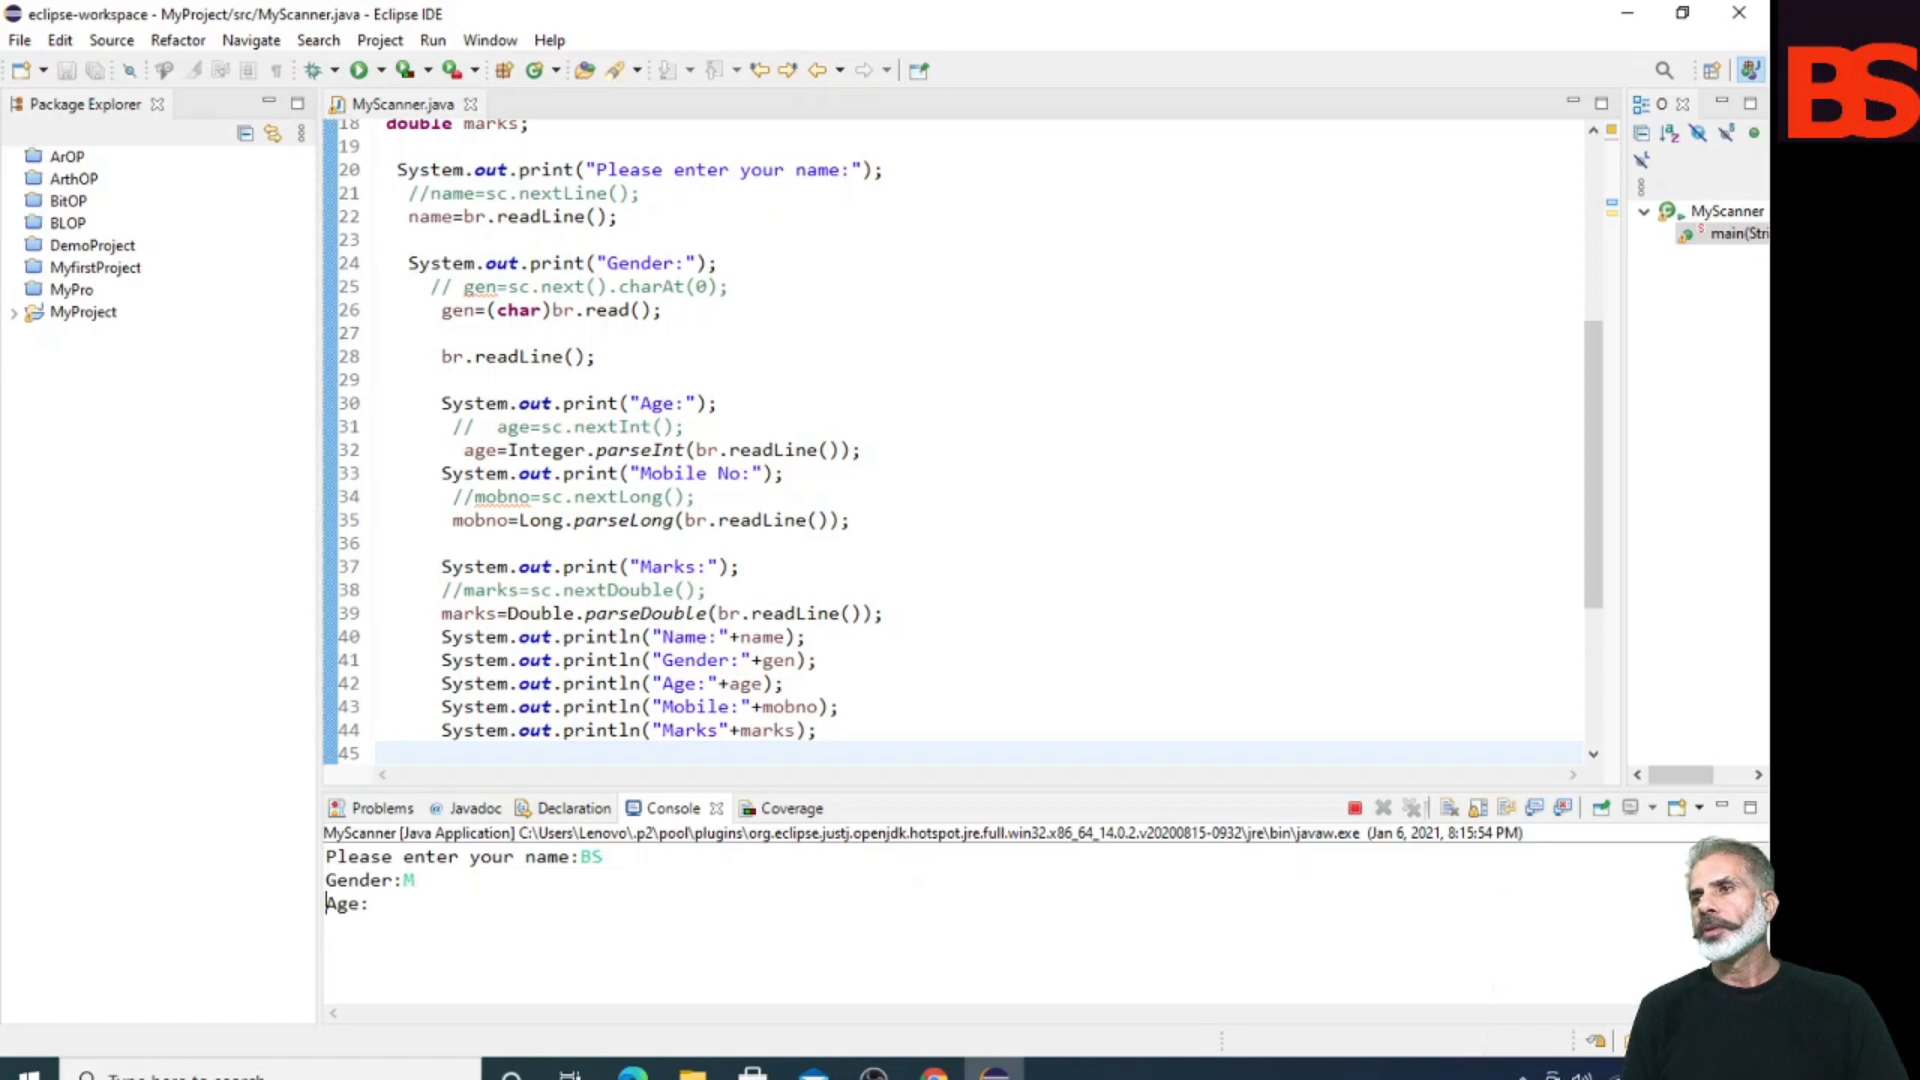 eclipse-workspace - MyProject/src/MyScanner.java - Eclipse IDE
File Edit Source Refactor Navigate Search Project Run Window Help
BS
Package Explorer
MyScanner.java
O
ArOP
ArthOP
BitOP
BLOP
DemoProject
MyfirstProject
MyPro
MyProject
18 double marks;
19
20 System.out.print("Please enter your name:");
21 //name=sc.nextLine();
22 name=br.readLine();
23
24 System.out.print("Gender:");
25 // gen=sc.next().charAt(0);
26 gen=(char)br.read();
27
28 br.readLine();
29
30 System.out.print("Age:");
31 // age=sc.nextInt();
32 age=Integer.parseInt(br.readLine());
33 System.out.print("Mobile No:");
34 //mobno=sc.nextLong();
35 mobno=Long.parseLong(br.readLine());
36
37 System.out.print("Marks:");
38 //marks=sc.nextDouble();
39 marks=Double.parseDouble(br.readLine());
40 System.out.println("Name:"+name);
41 System.out.println("Gender:"+gen);
42 System.out.println("Age:"+age);
43 System.out.println("Mobile:"+mobno);
44 System.out.println("Marks"+marks);
45
MyScanner
main(Stri
Problems @ Javadoc Declaration Console Coverage
MyScanner [Java Application] C:\Users\Lenovo\.p2\pool\plugins\org.eclipse.justj.openjdk.hotspot.jre.full.win32.x86_64_14.0.2.v20200815-0932\jre\bin\javaw.exe (Jan 6, 2021, 8:15:54 PM)
Please enter your name:BS
Gender:M
Age:
Type here to search